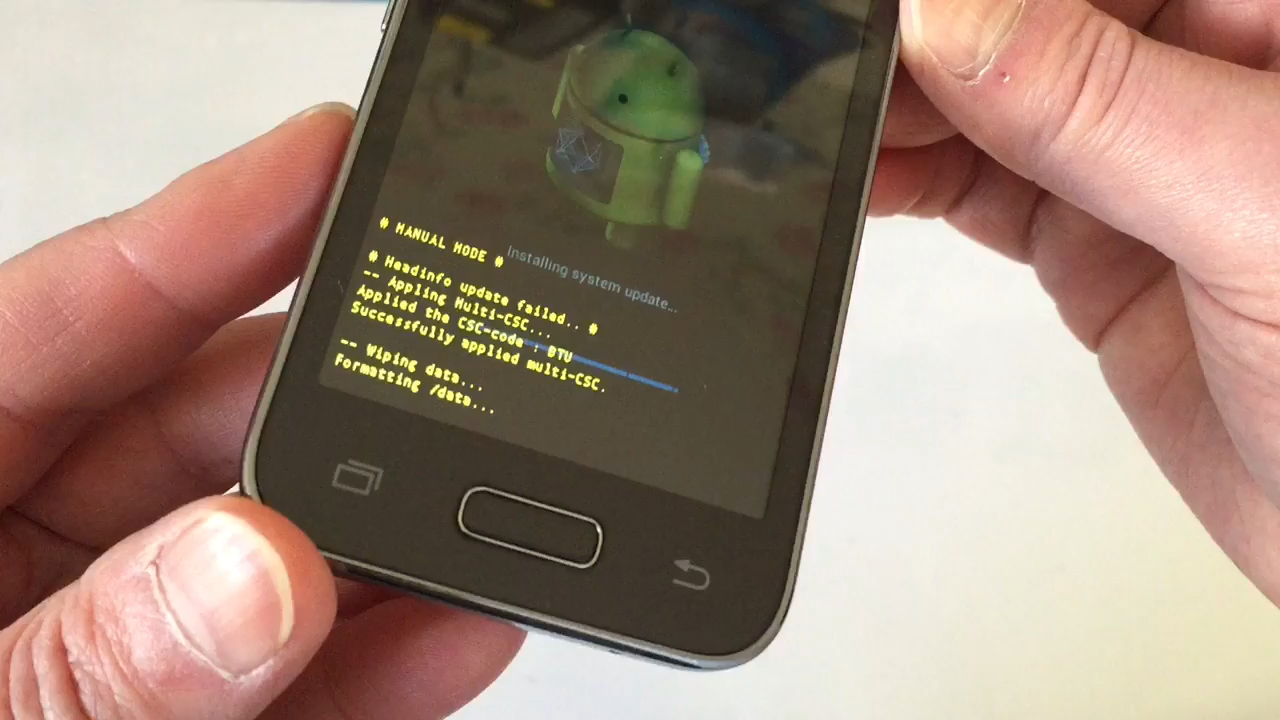 # MANUAL MODE #
Installing system update...
# Headinfo update failed.. #
-- Appling Multi-CSC...
Applied the CSC-code : BTU
Successfully applied multi-CSC.
-- Wiping data...
Formatting /data...